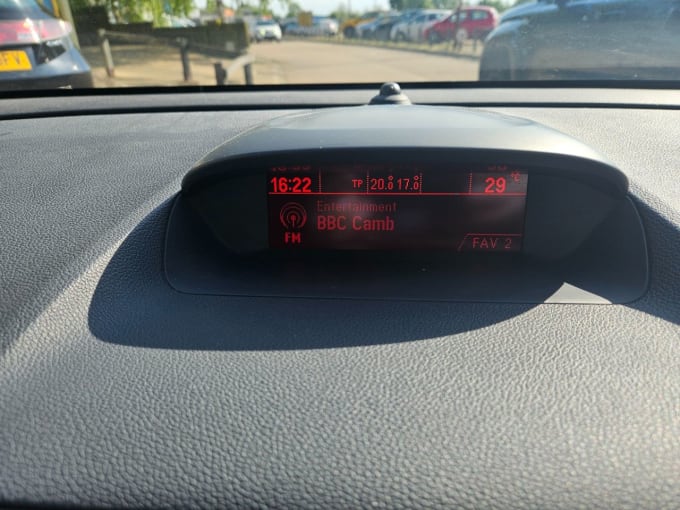 16:22 TP 20.0 17.0 29 °C
Entertainment
BBC Camb
FM
FAV 2